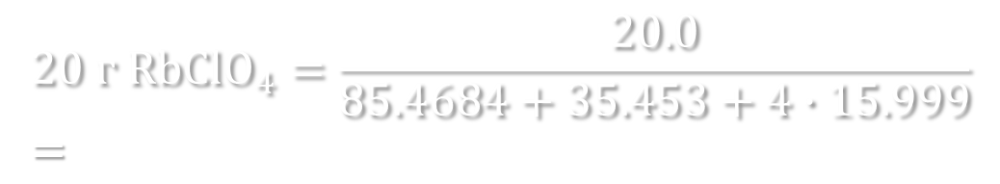 20 г RbClO₄ = 20.0 / (85.4684 + 35.453 + 4 · 15.999)
=